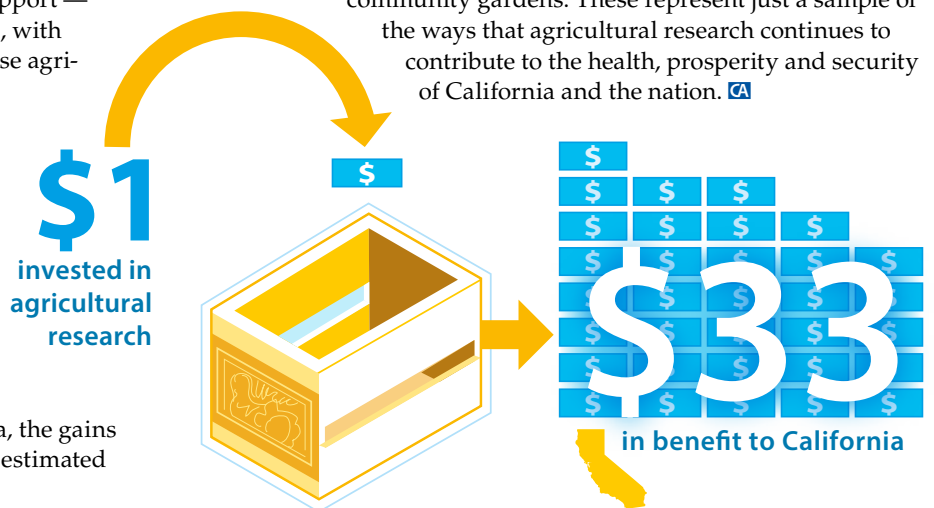 pport —
, with
se agri-
community gardens. These represent just a sample of
the ways that agricultural research continues to
contribute to the health, prosperity and security
of California and the nation. CA
$1
invested in
agricultural
research
$
$
$ $ $
$ $ $ $
$ $ $ $ $
$ $ $ $ $
$ $ $ $ $
$ $ $ $ $
$ $ $ $ $
$33
in benefit to California
a, the gains
estimated